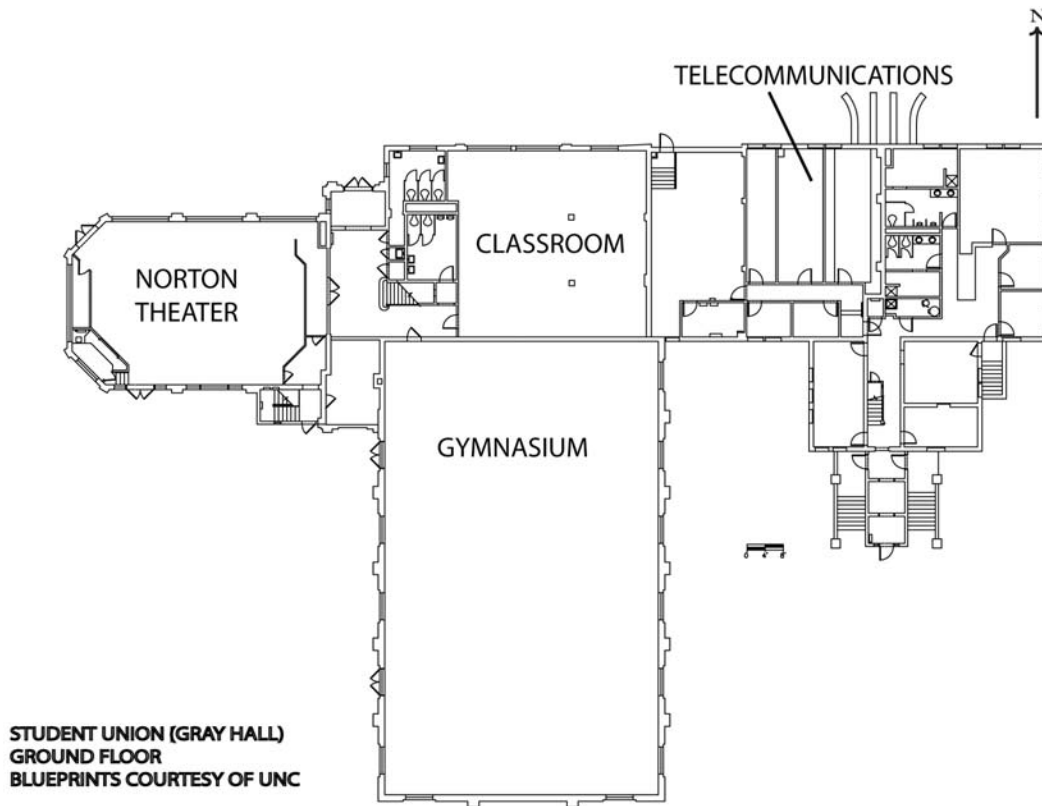 N
TELECOMMUNICATIONS
CLASSROOM
NORTON
THEATER
GYMNASIUM
STUDENT UNION (GRAY HALL)
GROUND FLOOR
BLUEPRINTS COURTESY OF UNC